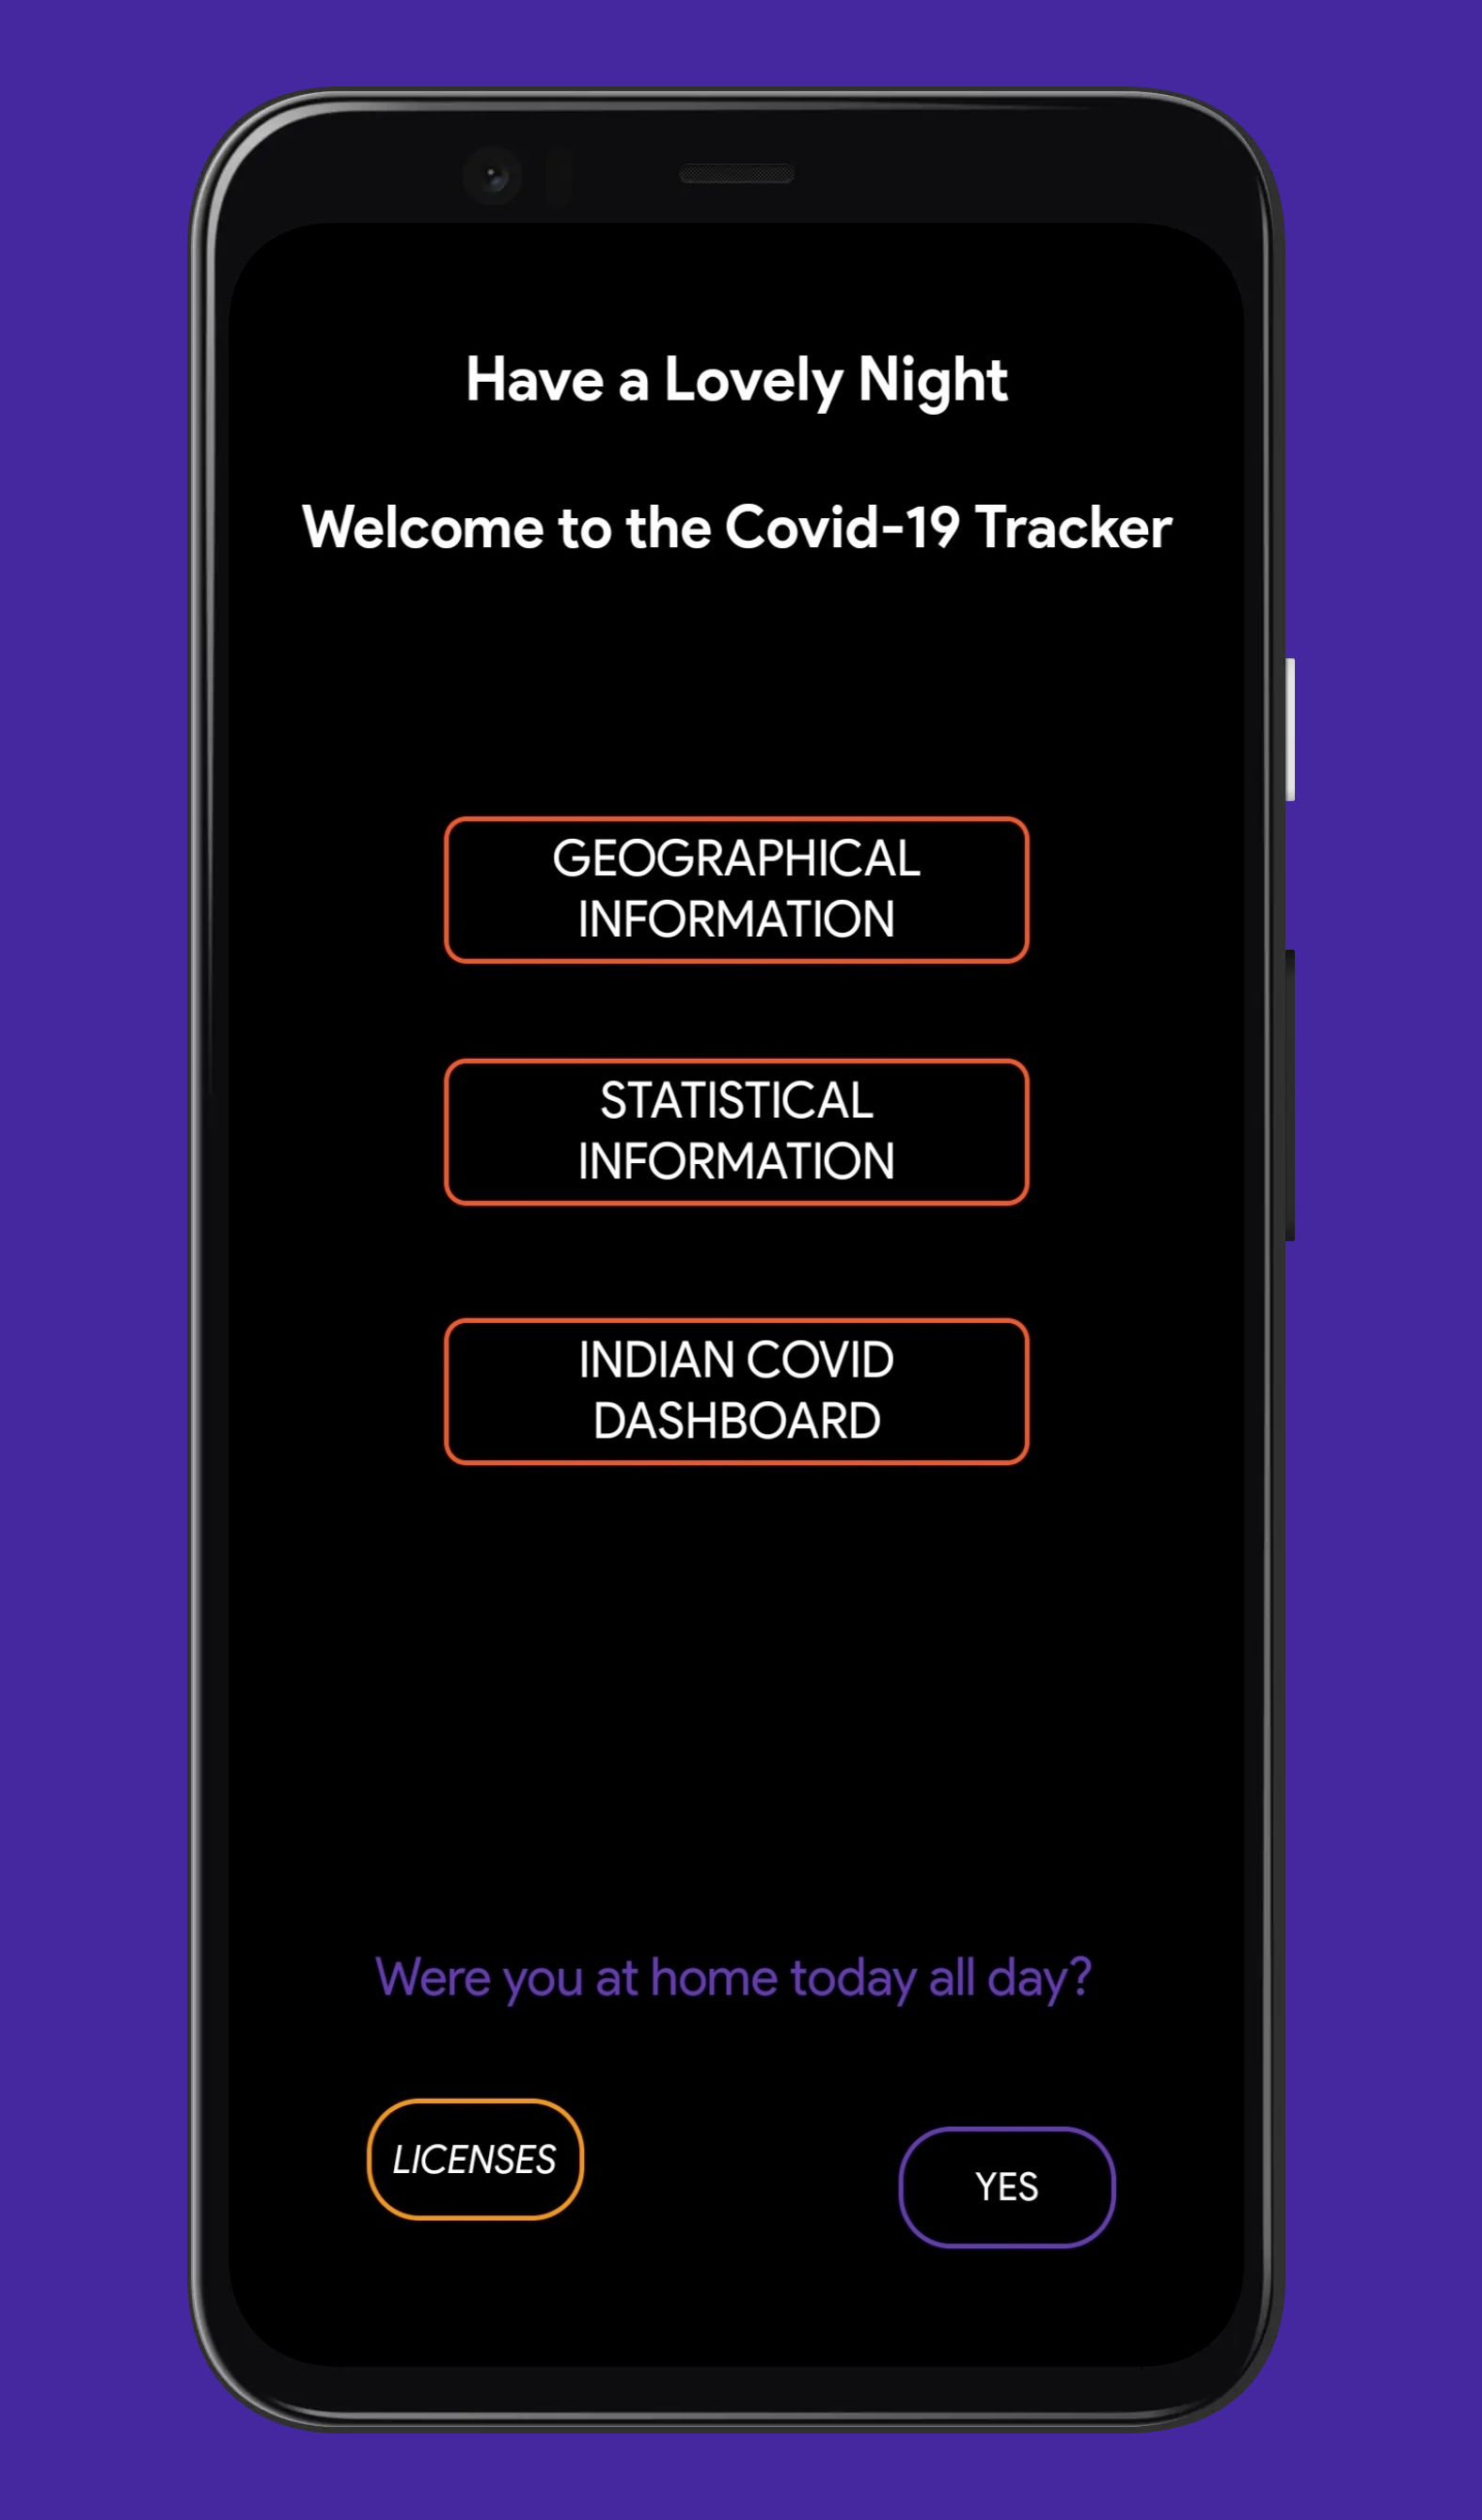 Have a Lovely Night
Welcome to the Covid-19 Tracker
GEOGRAPHICAL
INFORMATION
STATISTICAL
INFORMATION
INDIAN COVID
DASHBOARD
Were you at home today all day?
LICENSES
YES